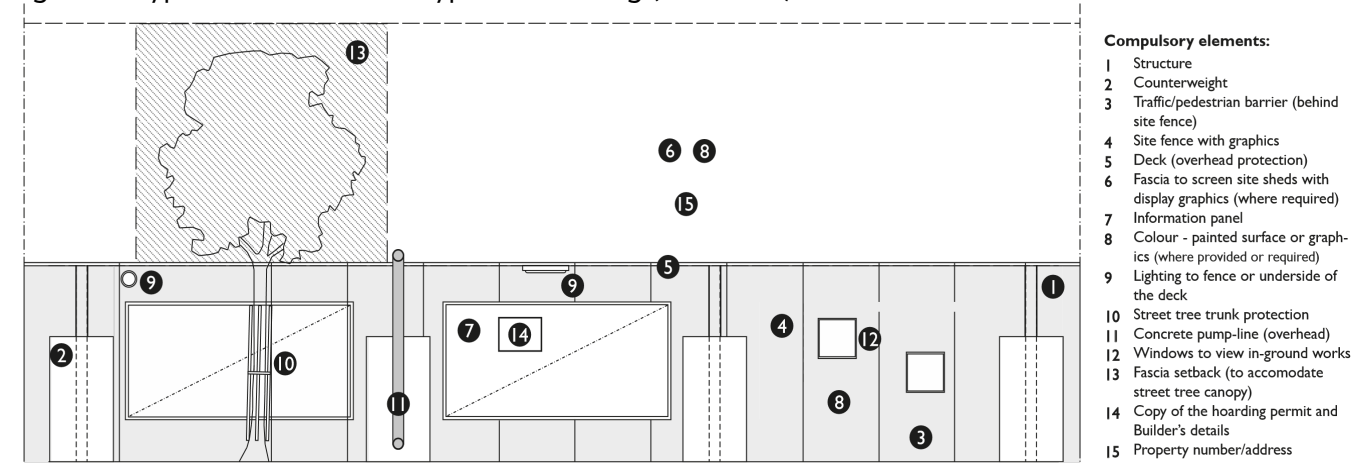 13
6 8
15
5
9
9
1
4
7
14
12
2
10
11
8
3
Compulsory elements:
1 Structure
2 Counterweight
3 Traffic/pedestrian barrier (behind
site fence)
4 Site fence with graphics
5 Deck (overhead protection)
6 Fascia to screen site sheds with
display graphics (where required)
7 Information panel
8 Colour - painted surface or graph-
ics (where provided or required)
9 Lighting to fence or underside of
the deck
10 Street tree trunk protection
11 Concrete pump-line (overhead)
12 Windows to view in-ground works
13 Fascia setback (to accomodate
street tree canopy)
14 Copy of the hoarding permit and
Builder's details
15 Property number/address